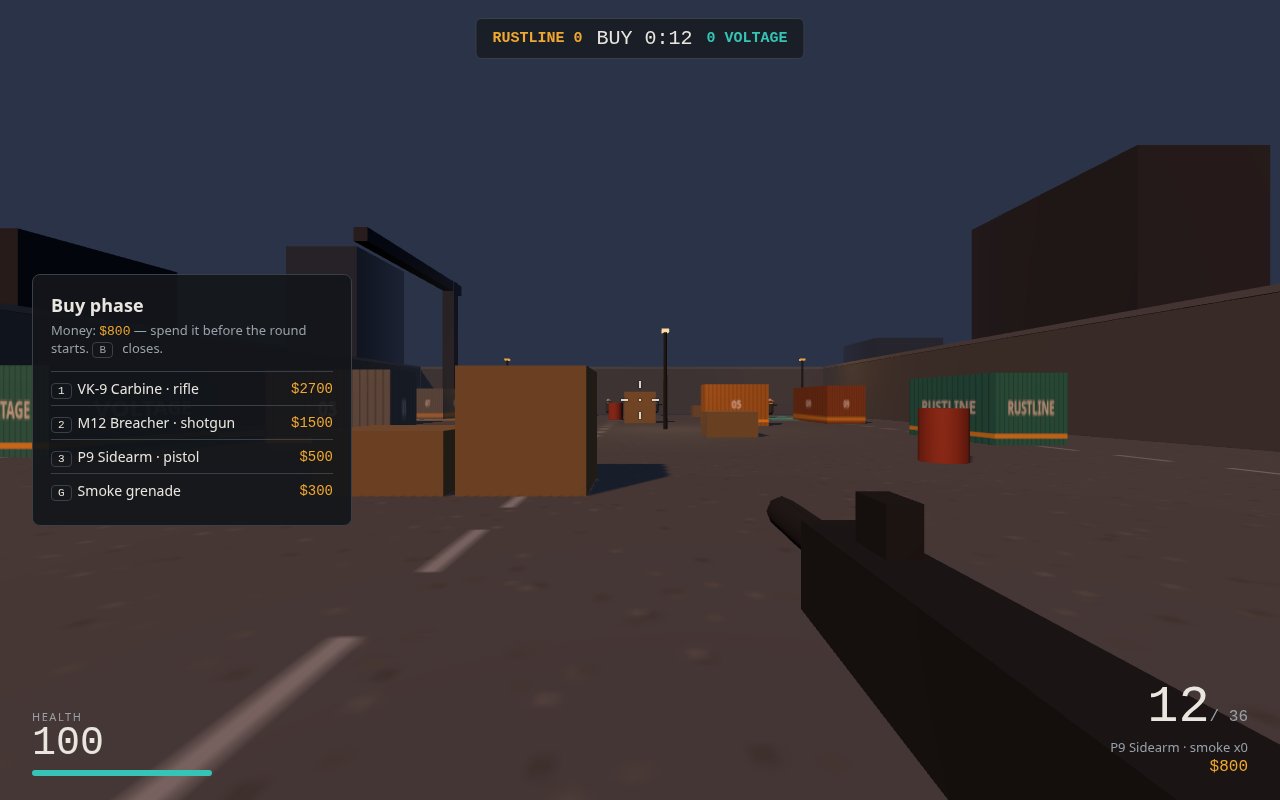 RUSTLINE 0 BUY 0:12 0 VOLTAGE
Buy phase
Money: $800 — spend it before the round
starts. B closes.
1 VK-9 Carbine · rifle $2700
2 M12 Breacher · shotgun $1500
3 P9 Sidearm · pistol $500
G Smoke grenade $300
TAGE
05
RUSTLINE
RUSTLINE
HEALTH
100
12 / 36
P9 Sidearm · smoke x0
$800